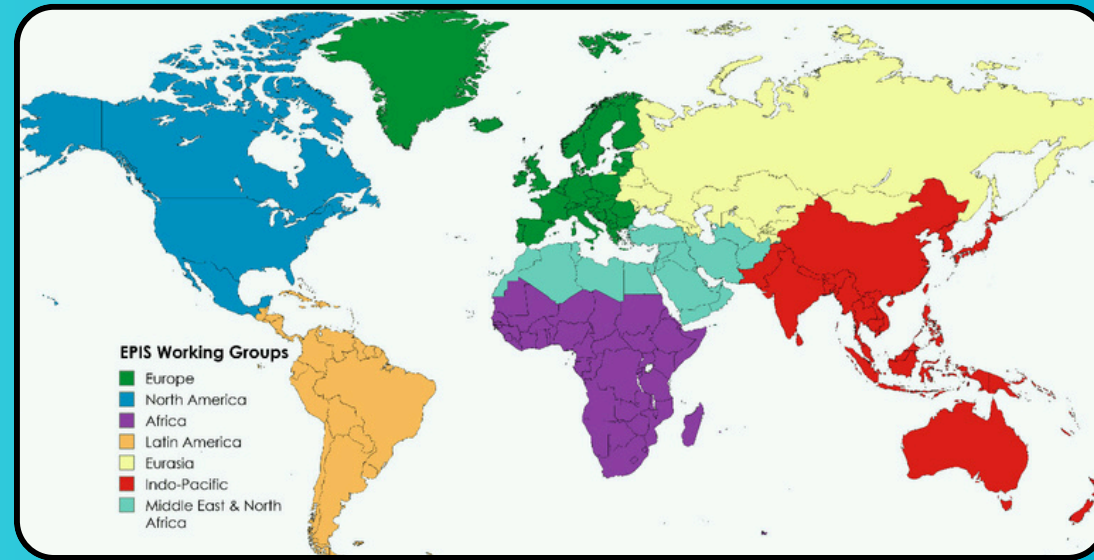 EPIS Working Groups
Europe
North America
Africa
Latin America
Eurasia
Indo-Pacific
Middle East & North
Africa